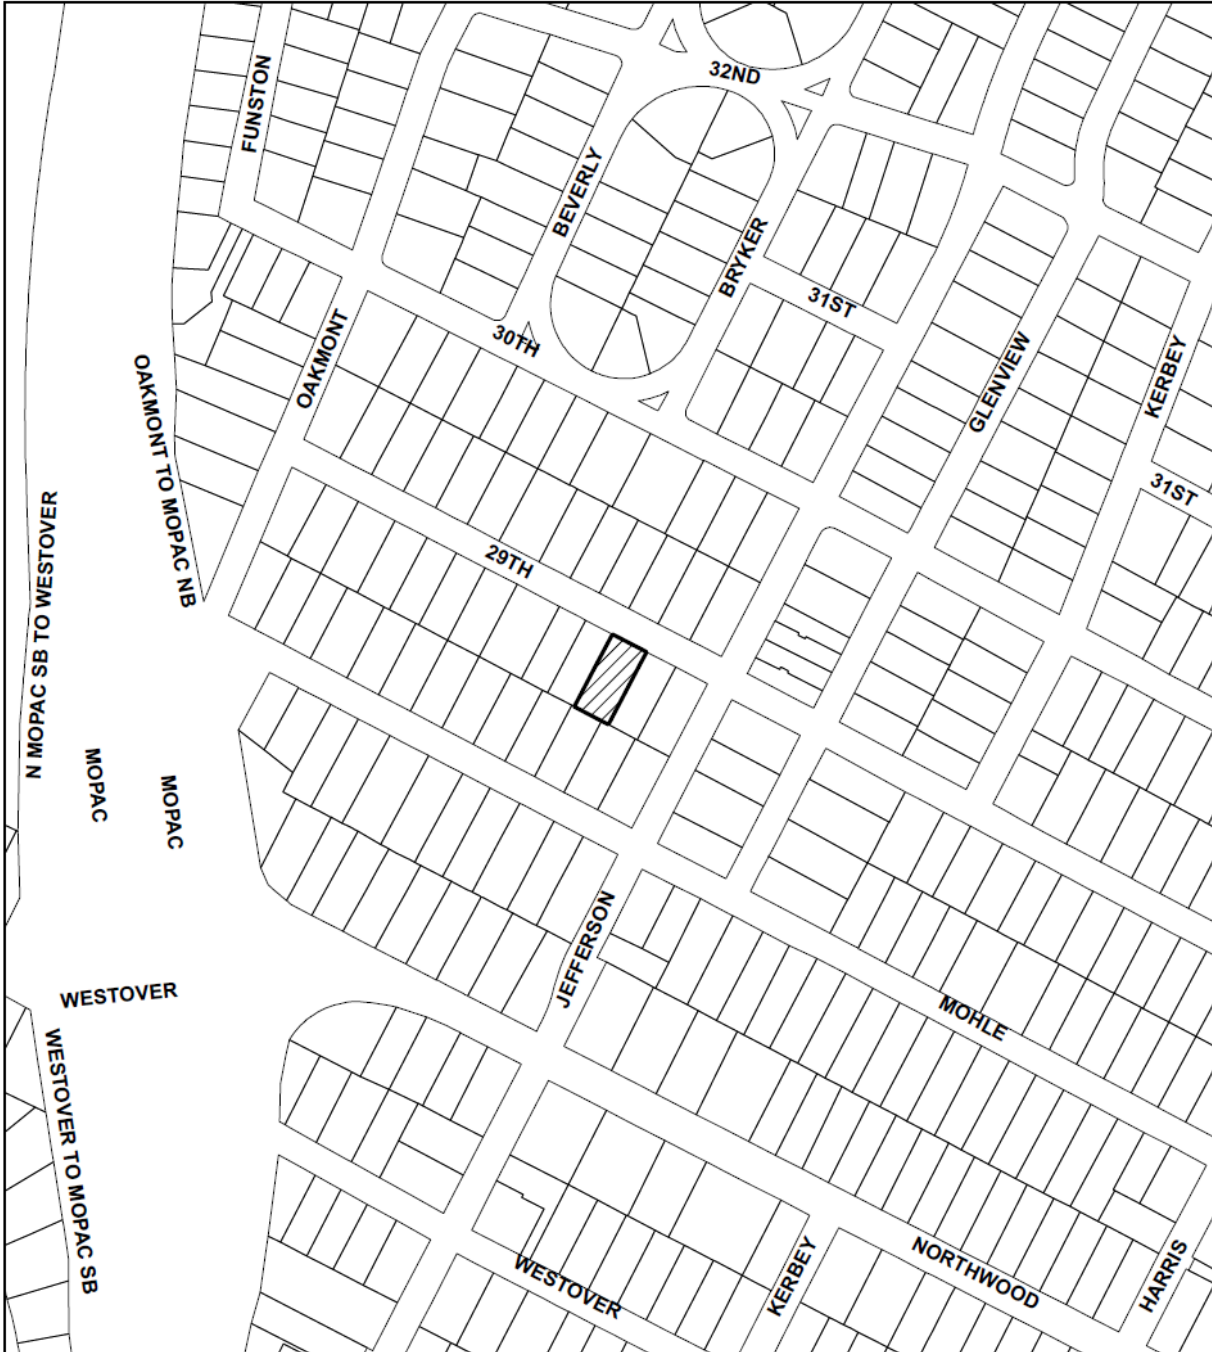 32ND
FUNSTON
BEVERLY
BRYKER
31ST
30TH
OAKMONT
GLENVIEW
KERBEY
OAKMONT TO MOPAC NB
31ST
N MOPAC SB TO WESTOVER
29TH
MOPAC
MOPAC
JEFFERSON
WESTOVER
MOHLE
WESTOVER TO MOPAC SB
WESTOVER
KERBEY
NORTHWOOD
HARRIS